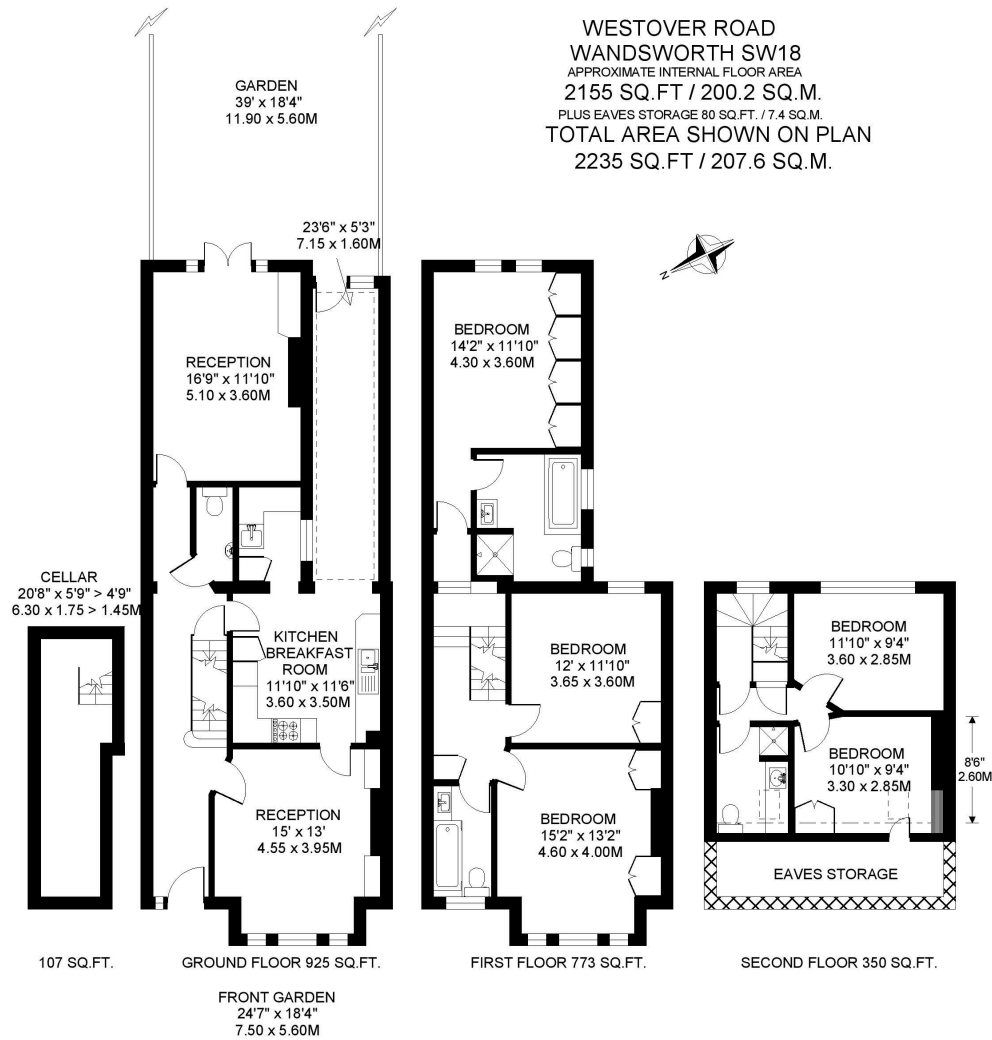 WESTOVER ROAD
WANDSWORTH SW18
APPROXIMATE INTERNAL FLOOR AREA
2155 SQ.FT / 200.2 SQ.M.
PLUS EAVES STORAGE 80 SQ.FT. / 7.4 SQ.M.
TOTAL AREA SHOWN ON PLAN
2235 SQ.FT / 207.6 SQ.M.
GARDEN
39' x 18'4"
11.90 x 5.60M
23'6" x 5'3"
7.15 x 1.60M
N
RECEPTION
16'9" x 11'10"
5.10 x 3.60M
BEDROOM
14'2" x 11'10"
4.30 x 3.60M
CELLAR
20'8" x 5'9" > 4'9"
6.30 x 1.75 > 1.45M
KITCHEN
BREAKFAST
ROOM
11'10" x 11'6"
3.60 x 3.50M
BEDROOM
12' x 11'10"
3.65 x 3.60M
BEDROOM
11'10" x 9'4"
3.60 x 2.85M
RECEPTION
15' x 13'
4.55 x 3.95M
BEDROOM
15'2" x 13'2"
4.60 x 4.00M
BEDROOM
10'10" x 9'4"
3.30 x 2.85M
8'6"
2.60M
EAVES STORAGE
107 SQ.FT.
GROUND FLOOR 925 SQ.FT.
FIRST FLOOR 773 SQ.FT.
SECOND FLOOR 350 SQ.FT.
FRONT GARDEN
24'7" x 18'4"
7.50 x 5.60M